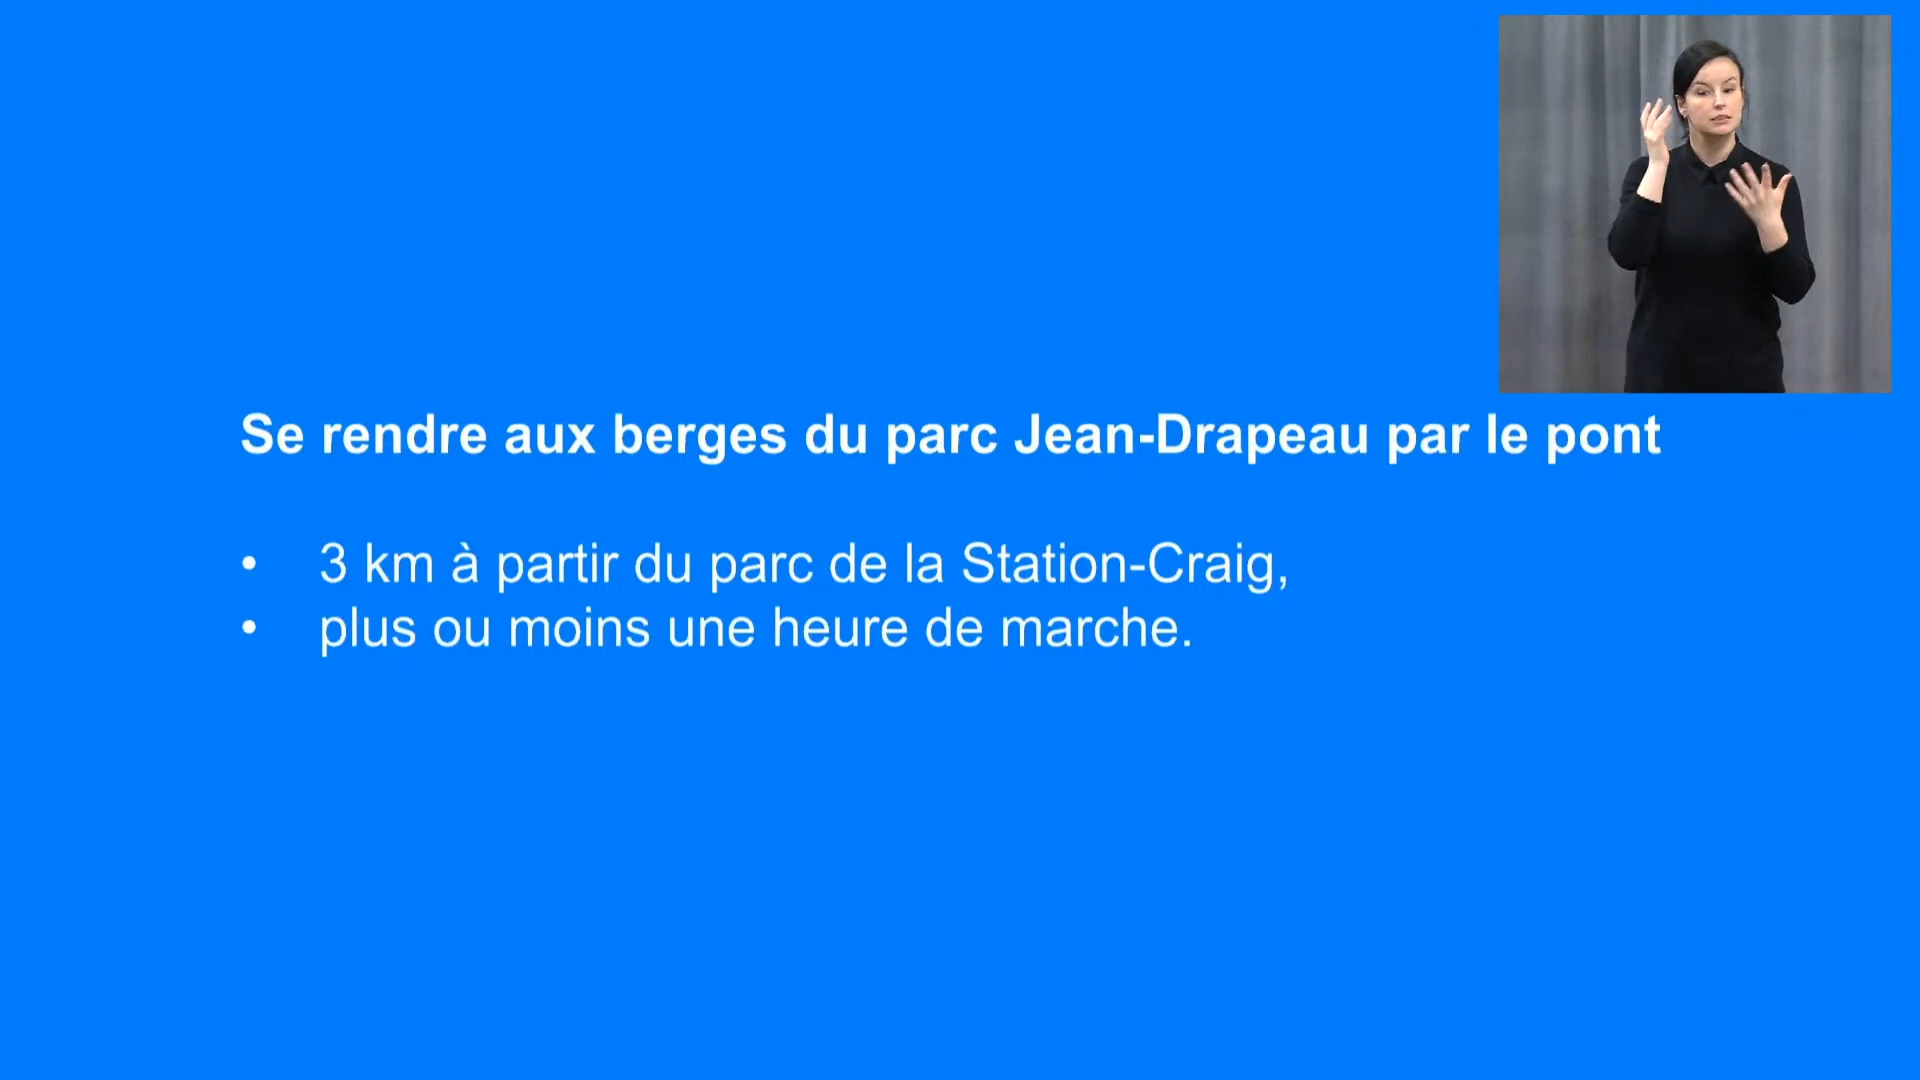 Se rendre aux berges du parc Jean-Drapeau par le pont
• 3 km à partir du parc de la Station-Craig,
• plus ou moins une heure de marche.